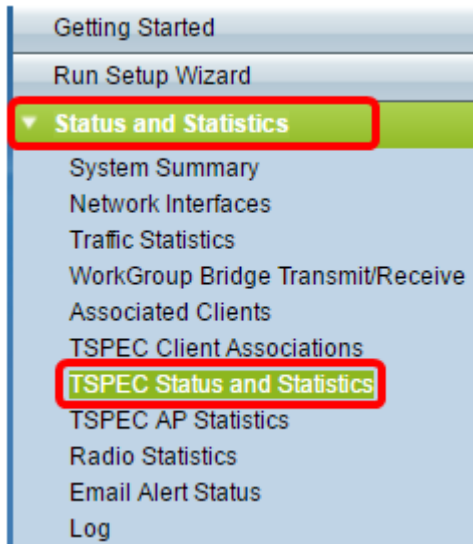 Getting Started
Run Setup Wizard
Status and Statistics
System Summary
Network Interfaces
Traffic Statistics
WorkGroup Bridge Transmit/Receive
Associated Clients
TSPEC Client Associations
TSPEC Status and Statistics
TSPEC AP Statistics
Radio Statistics
Email Alert Status
Log